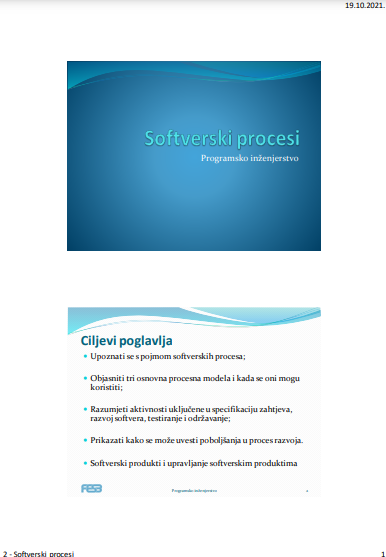 19.10.2021.
Softverski procesi
Programsko inženjerstvo
Ciljevi poglavlja
Upoznati se s pojmom softverskih procesa;
Objasniti tri osnovna procesna modela i kada se oni mogu
koristiti;
Razumjeti aktivnosti uključene u specifikaciju zahtjeva,
razvoj softvera, testiranje i održavanje;
Prikazati kako se može uvesti poboljšanja u proces razvoja.
Softverski produkti i upravljanje softverskim produktima
FESB
Programsko inženjerstvo
2 - Softverski procesi
1